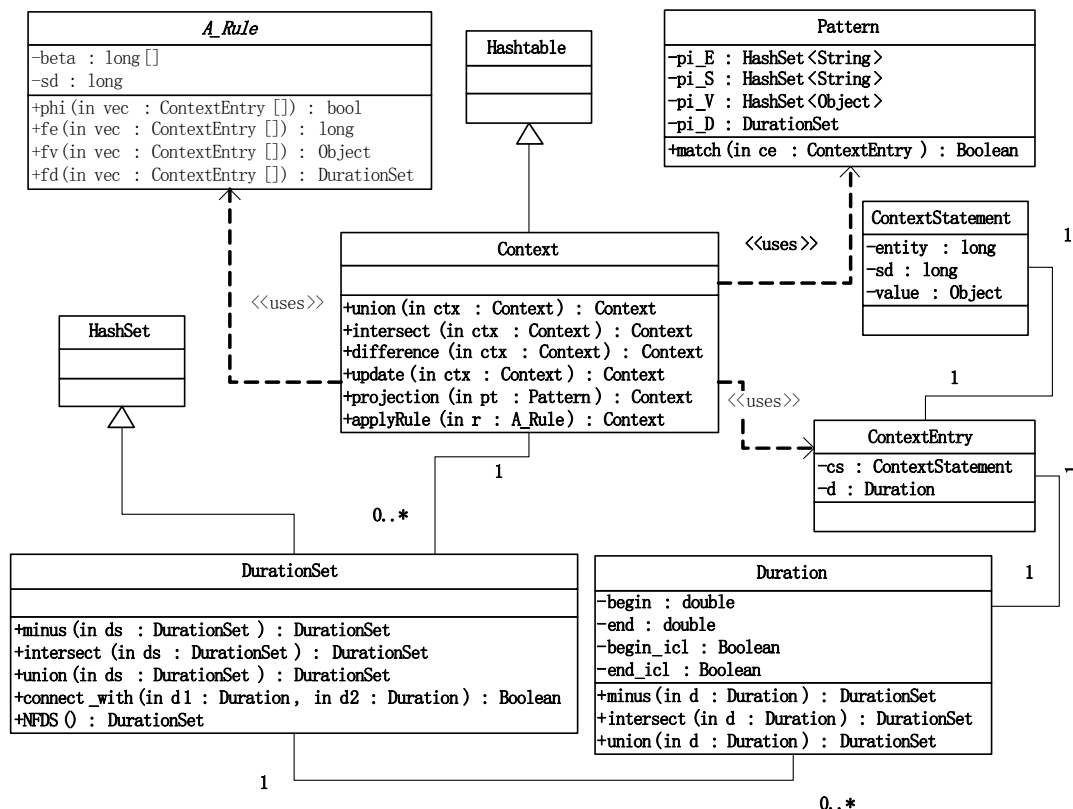 A_Rule
-beta : long[]
-sd : long
+phi(in vec : ContextEntry []) : bool
+fe(in vec : ContextEntry []) : long
+fv(in vec : ContextEntry []) : Object
+fd(in vec : ContextEntry []) : DurationSet
Hashtable
Pattern
-pi_E : HashSet<String>
-pi_S : HashSet<String>
-pi_V : HashSet<Object>
-pi_D : DurationSet
+match(in ce : ContextEntry) : Boolean
ContextStatement
-entity : long
-sd : long
-value : Object
1
<<uses>>
Context
+union(in ctx : Context) : Context
+intersect(in ctx : Context) : Context
+difference(in ctx : Context) : Context
+update(in ctx : Context) : Context
+projection(in pt : Pattern) : Context
+applyRule(in r : A_Rule) : Context
<<uses>>
HashSet
1
<<uses>>
ContextEntry
-cs : ContextStatement
-d : Duration
1
1
0..*
1
DurationSet
+minus(in ds : DurationSet) : DurationSet
+intersect(in ds : DurationSet) : DurationSet
+union(in ds : DurationSet) : DurationSet
+connect_with(in d1 : Duration, in d2 : Duration) : Boolean
+NFDS() : DurationSet
Duration
-begin : double
-end : double
-begin_icl : Boolean
-end_icl : Boolean
+minus(in d : Duration) : DurationSet
+intersect(in d : Duration) : DurationSet
+union(in d : Duration) : DurationSet
1
0..*